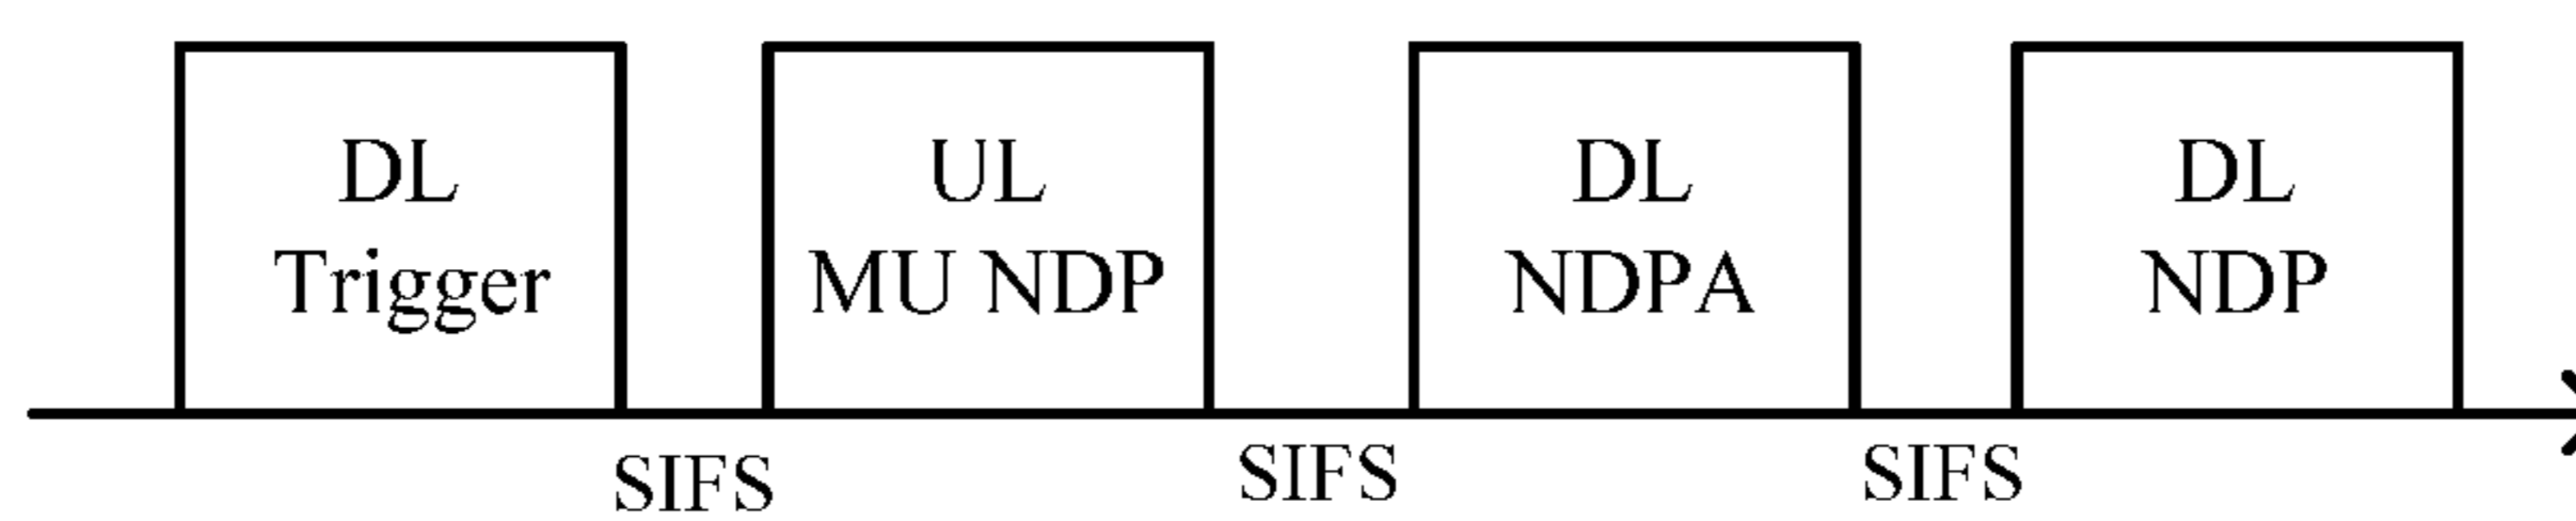 DL
Trigger
UL
MU NDP
DL
NDPA
DL
NDP
SIFS
SIFS
SIFS